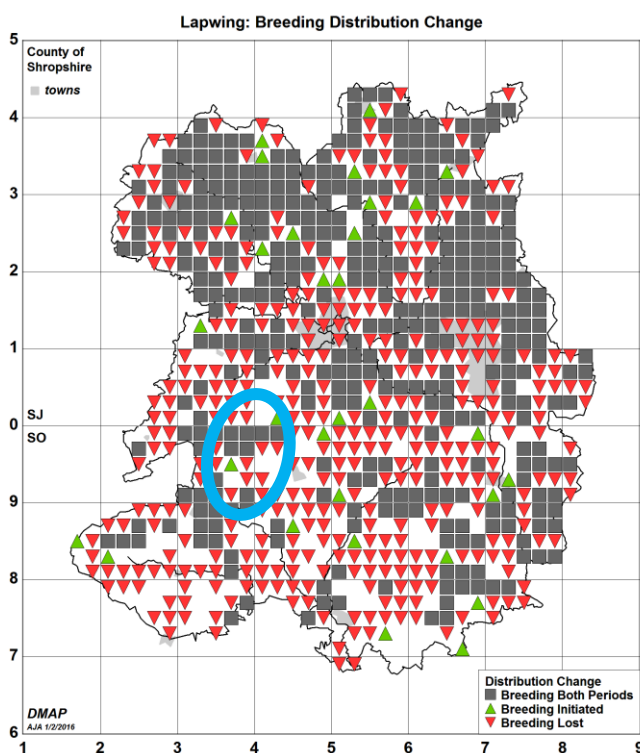 Lapwing: Breeding Distribution Change
County of
Shropshire
towns
5
4
3
2
1
SJ
0
SO
9
8
7
6
Distribution Change
Breeding Both Periods
Breeding Initiated
Breeding Lost
DMAP
AJA 1/2/2016
1 2 3 4 5 6 7 8 9